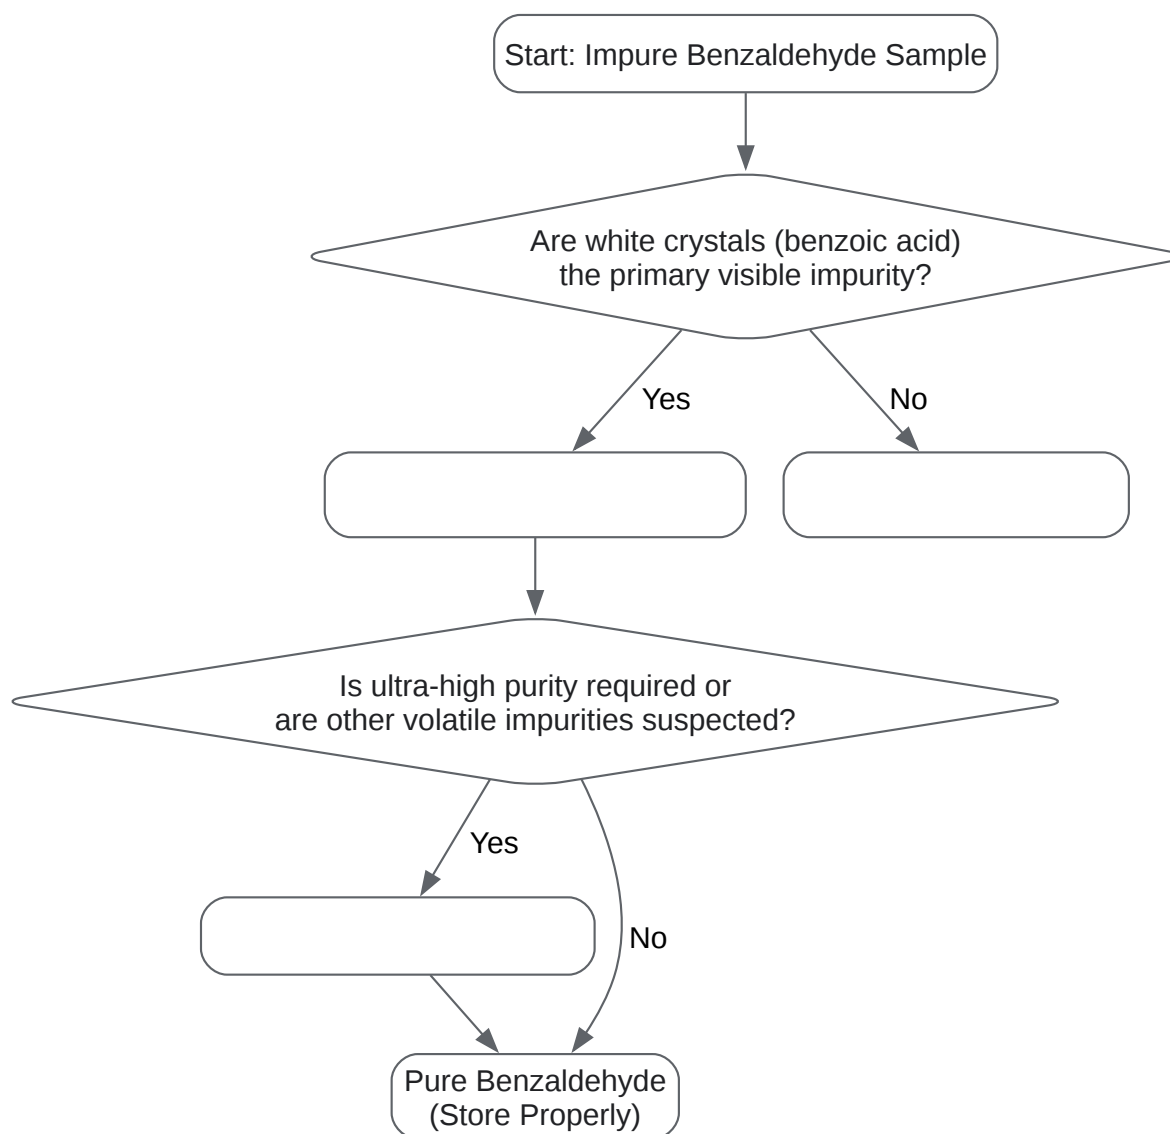 Start: Impure Benzaldehyde Sample
Are white crystals (benzoic acid)
the primary visible impurity?
Yes
No
Is ultra-high purity required or
are other volatile impurities suspected?
Yes
No
Pure Benzaldehyde
(Store Properly)